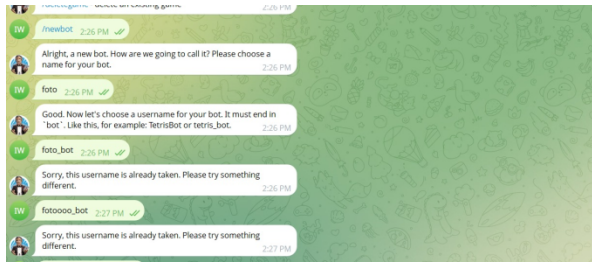 IW
/newbot 2:26 PM
Alright, a new bot. How are we going to call it? Please choose a
name for your bot.
2:26 PM
IW
foto 2:26 PM
Good. Now let's choose a username for your bot. It must end in
`bot`. Like this, for example: TetrisBot or tetris_bot.
2:26 PM
IW
foto_bot 2:26 PM
Sorry, this username is already taken. Please try something
different.
2:26 PM
IW
fotoooo_bot 2:27 PM
Sorry, this username is already taken. Please try something
different.
2:27 PM